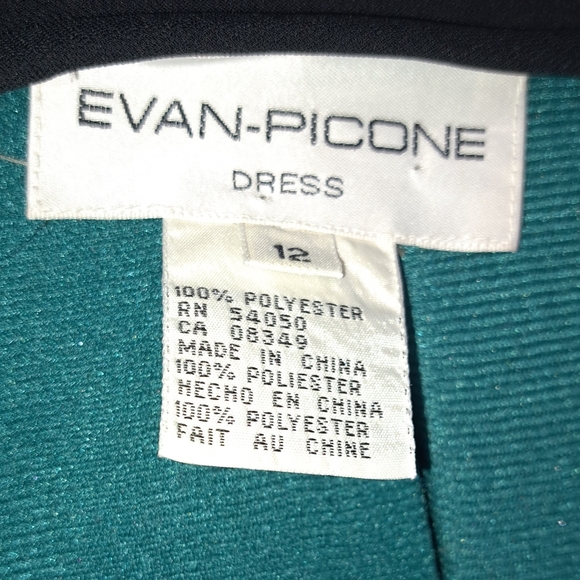 EVAN-PICONE
DRESS
12
100% POLYESTER
RN 54050
CA 08349
MADE IN CHINA
100% POLIESTER
HECHO EN CHINA
100% POLYESTER
FAIT AU CHINE